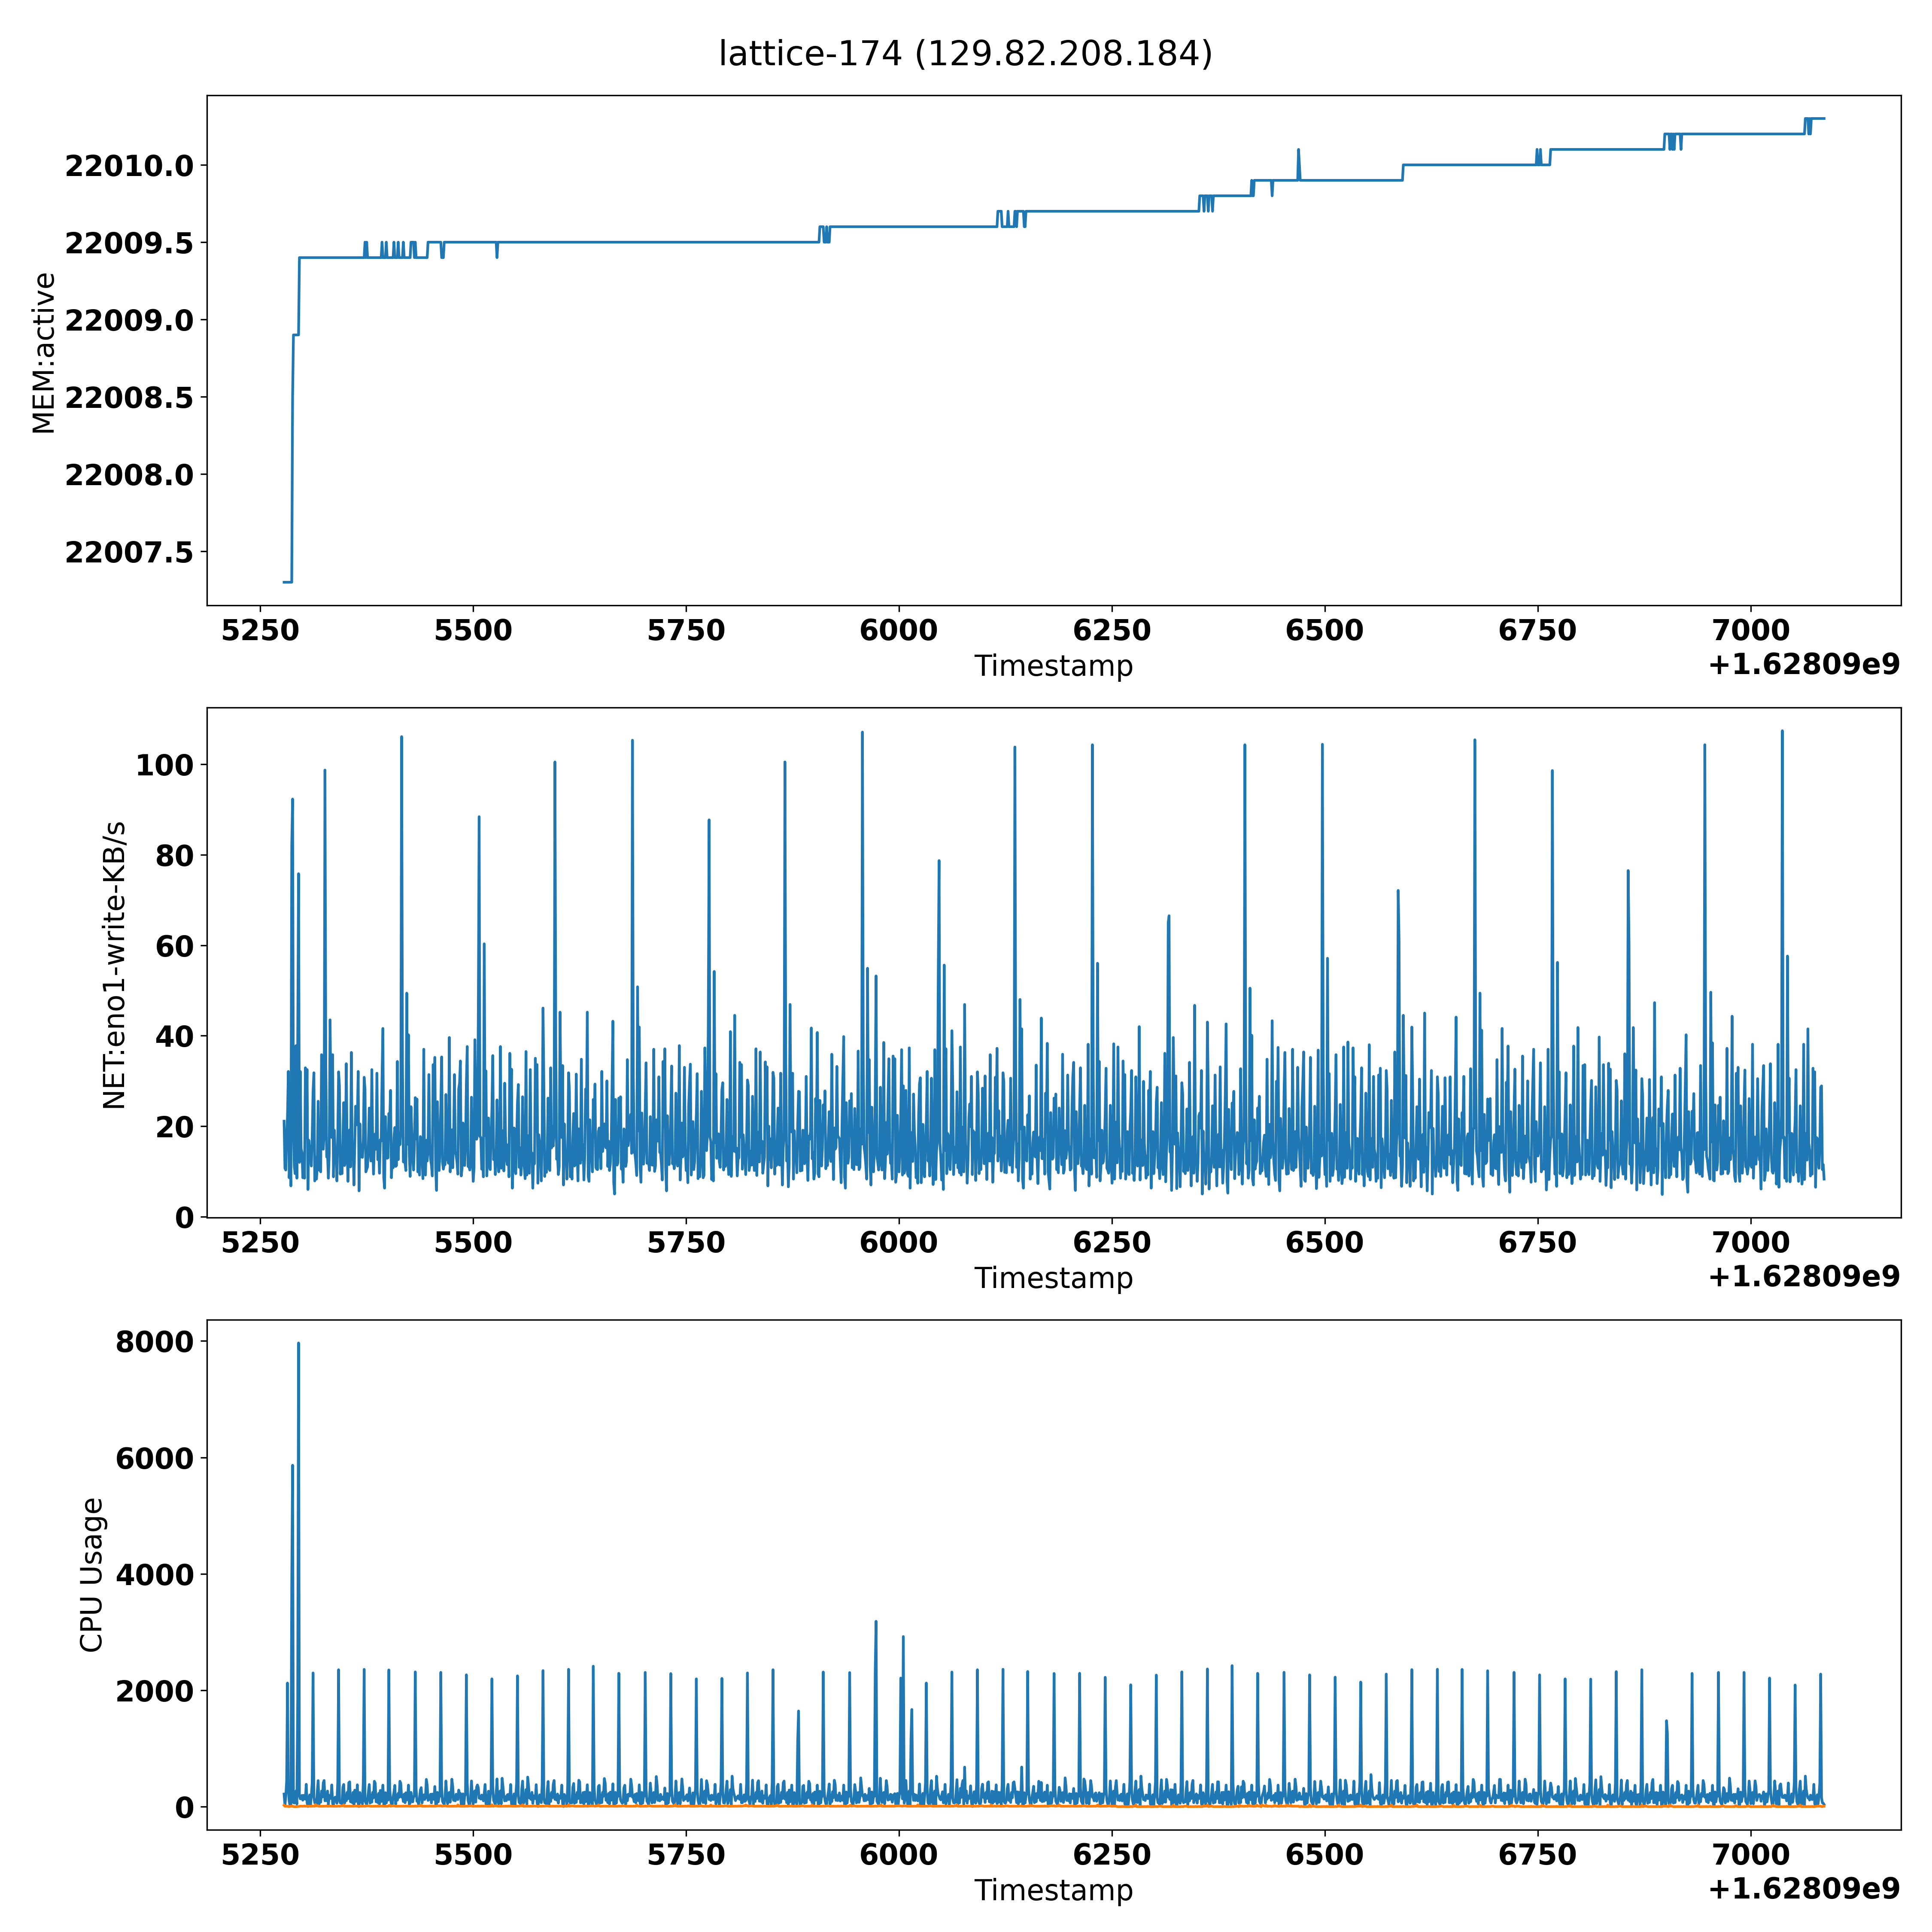 lattice-174 (129.82.208.184)
22010.0
22009.5
22009.0
22008.5
22008.0
22007.5
MEM:active
5250 5500 5750 6000 6250 6500 6750 7000
Timestamp
+1.62809e9
100
80
60
40
20
0
NET:eno1-write-KB/s
5250 5500 5750 6000 6250 6500 6750 7000
Timestamp
+1.62809e9
8000
6000
4000
2000
0
CPU Usage
5250 5500 5750 6000 6250 6500 6750 7000
Timestamp
+1.62809e9